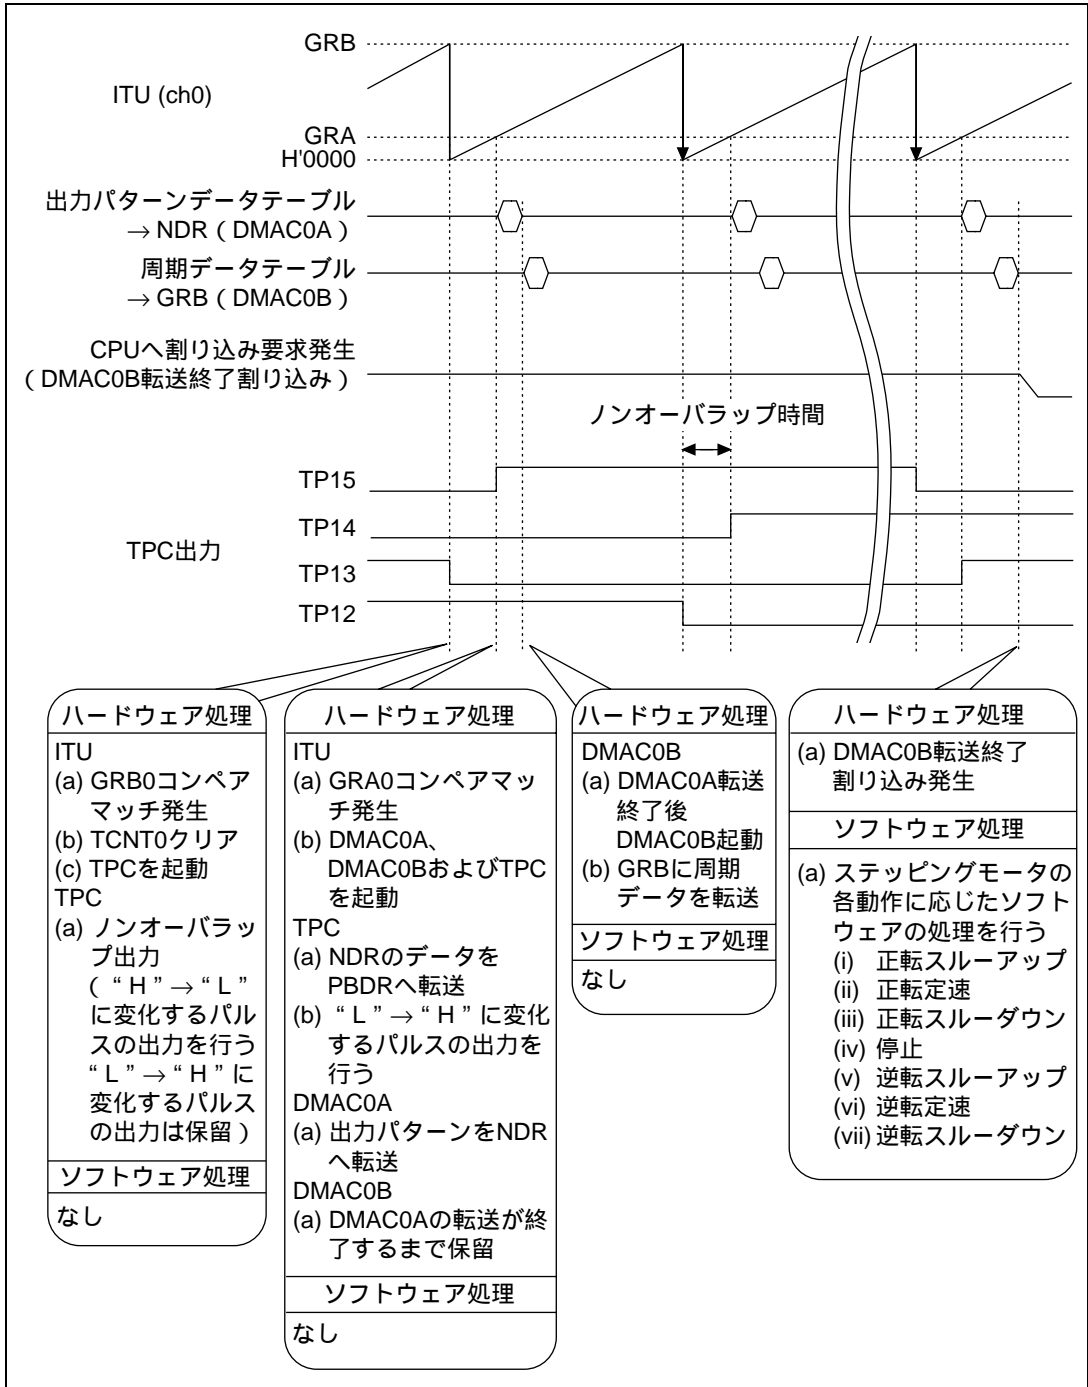 GRB
ITU (ch0)
GRA
H'0000
出力パターンデータテーブル
→ NDR（DMAC0A）
周期データテーブル
→ GRB（DMAC0B）
CPUへ割り込み要求発生
（DMAC0B転送終了割り込み）
ノンオーバラップ時間
TP15
TP14
TPC出力
TP13
TP12
ハードウェア処理
ITU
(a) GRB0コンペア
マッチ発生
(b) TCNT0クリア
(c) TPCを起動
TPC
(a) ノンオーバラッ
プ出力
（“H”→“L”
に変化するパル
スの出力を行う
“L”→“H”に
変化するパルス
の出力は保留）
ソフトウェア処理
なし
ハードウェア処理
ITU
(a) GRA0コンペアマッ
チ発生
(b) DMAC0A、
DMAC0BおよびTPC
を起動
TPC
(a) NDRのデータを
PBDRへ転送
(b) “L”→“H”に変化
するパルスの出力を
行う
DMAC0A
(a) 出力パターンをNDR
へ転送
DMAC0B
(a) DMAC0Aの転送が終
了するまで保留
ソフトウェア処理
なし
ハードウェア処理
DMAC0B
(a) DMAC0A転送
終了後
DMAC0B起動
(b) GRBに周期
データを転送
ソフトウェア処理
なし
ハードウェア処理
(a) DMAC0B転送終了
割り込み発生
ソフトウェア処理
(a) ステッピングモータの
各動作に応じたソフト
ウェアの処理を行う
(i) 正転スルーアップ
(ii) 正転定速
(iii) 正転スルーダウン
(iv) 停止
(v) 逆転スルーアップ
(vi) 逆転定速
(vii) 逆転スルーダウン